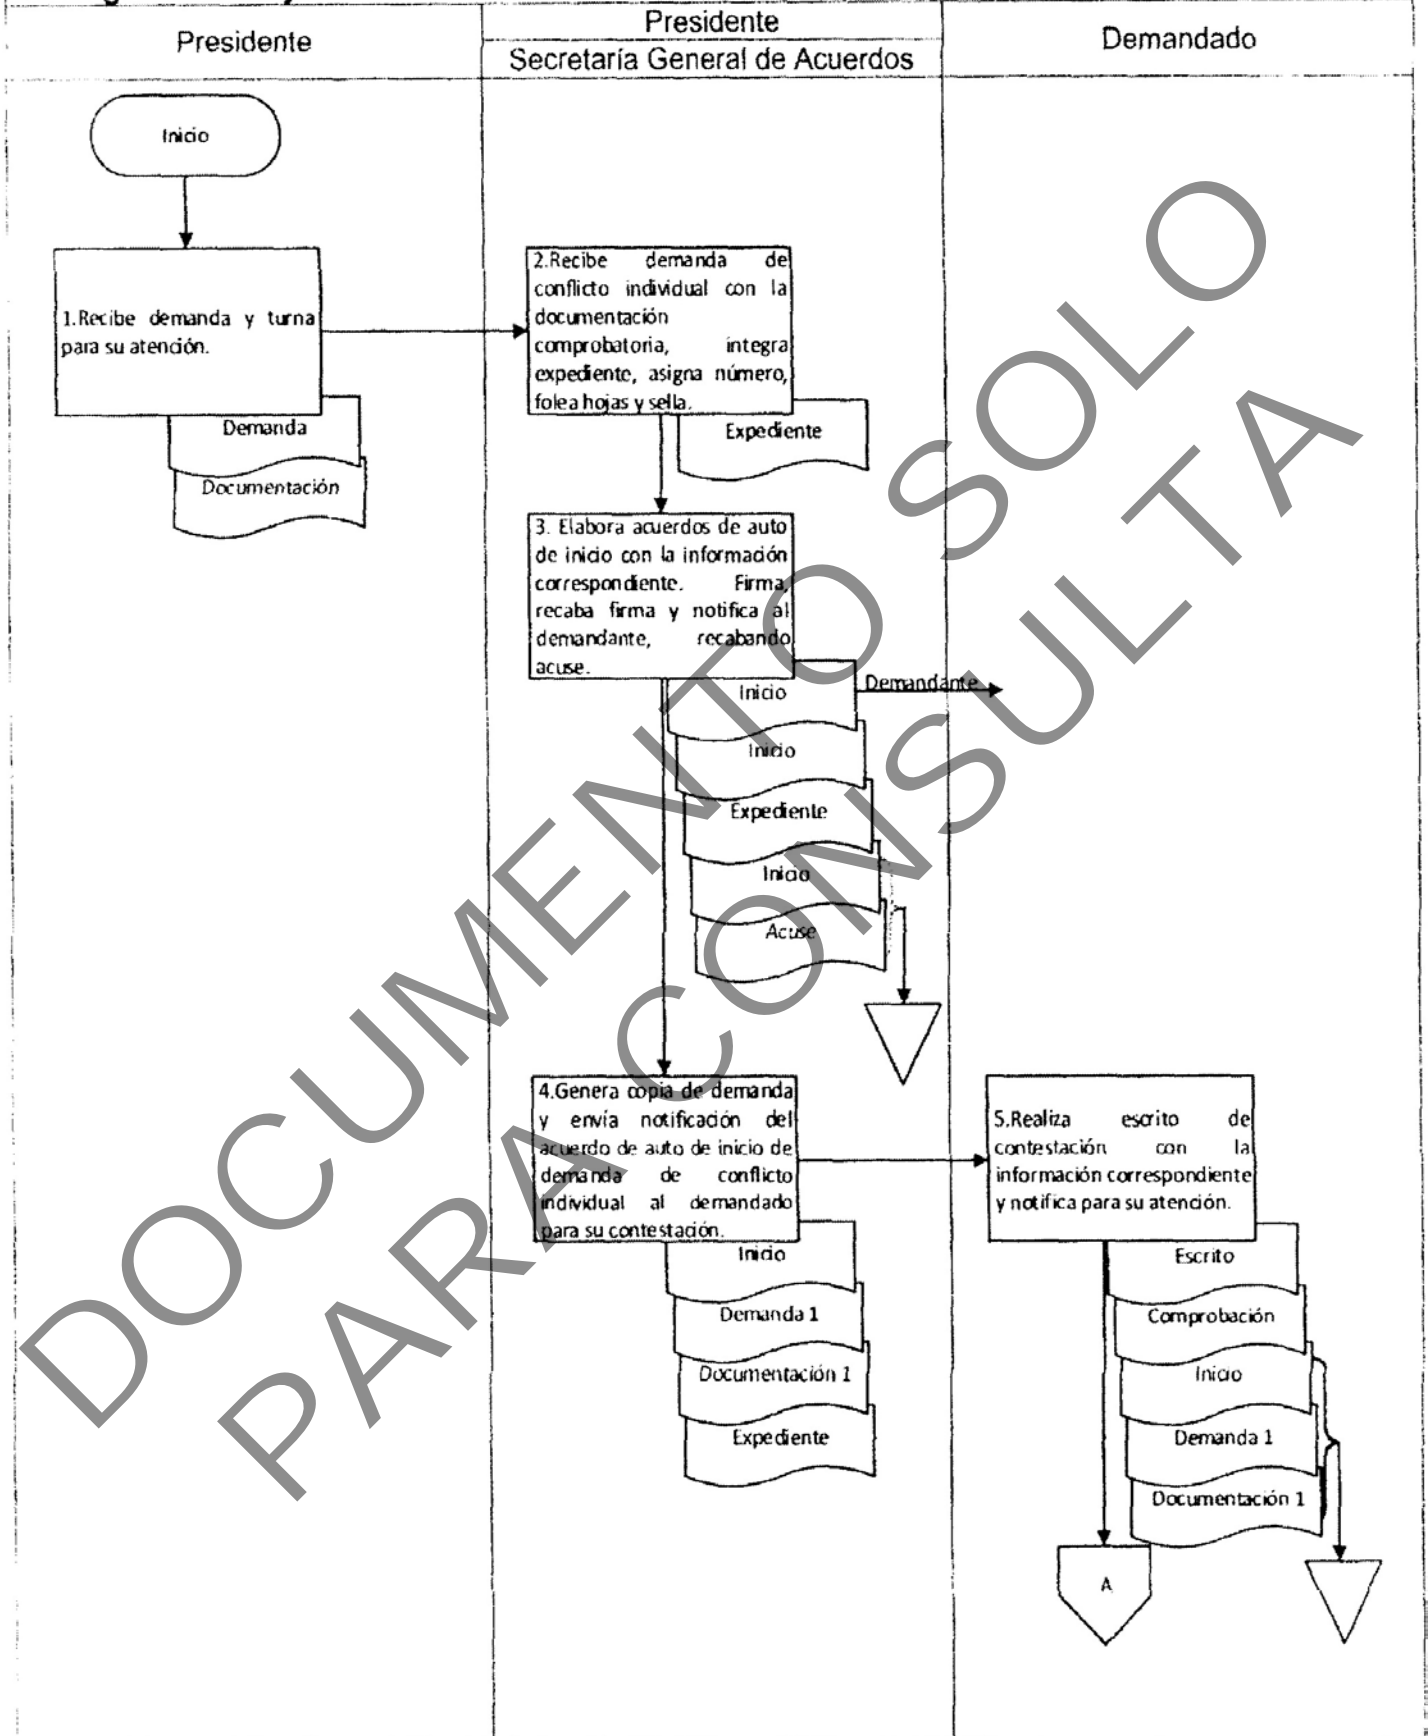 Presidente
Presidente
Secretaría General de Acuerdos
Demandado
Inicio
1.Recibe demanda y turna
para su atención.
Demanda
Documentación
2.Recibe demanda de
conflicto individual con la
documentación
comprobatoria, integra
expediente, asigna número,
folea hojas y sella.
Expediente
3. Elabora acuerdos de auto
de inicio con la información
correspondiente. Firma,
recaba firma y notifica al
demandante, recabando
acuse.
Inicio
Demandante
Inicio
Expediente
Inicio
Acuse
4.Genera copia de demanda
y envía notificación del
acuerdo de auto de inicio de
demanda de conflicto
individual al demandado
para su contestación.
Inicio
Demanda 1
Documentación 1
Expediente
5.Realiza escrito de
contestación con la
información correspondiente
y notifica para su atención.
Escrito
Comprobación
Inicio
Demanda 1
Documentación 1
A
DOCUMENTO SOLO
PARA CONSULTA